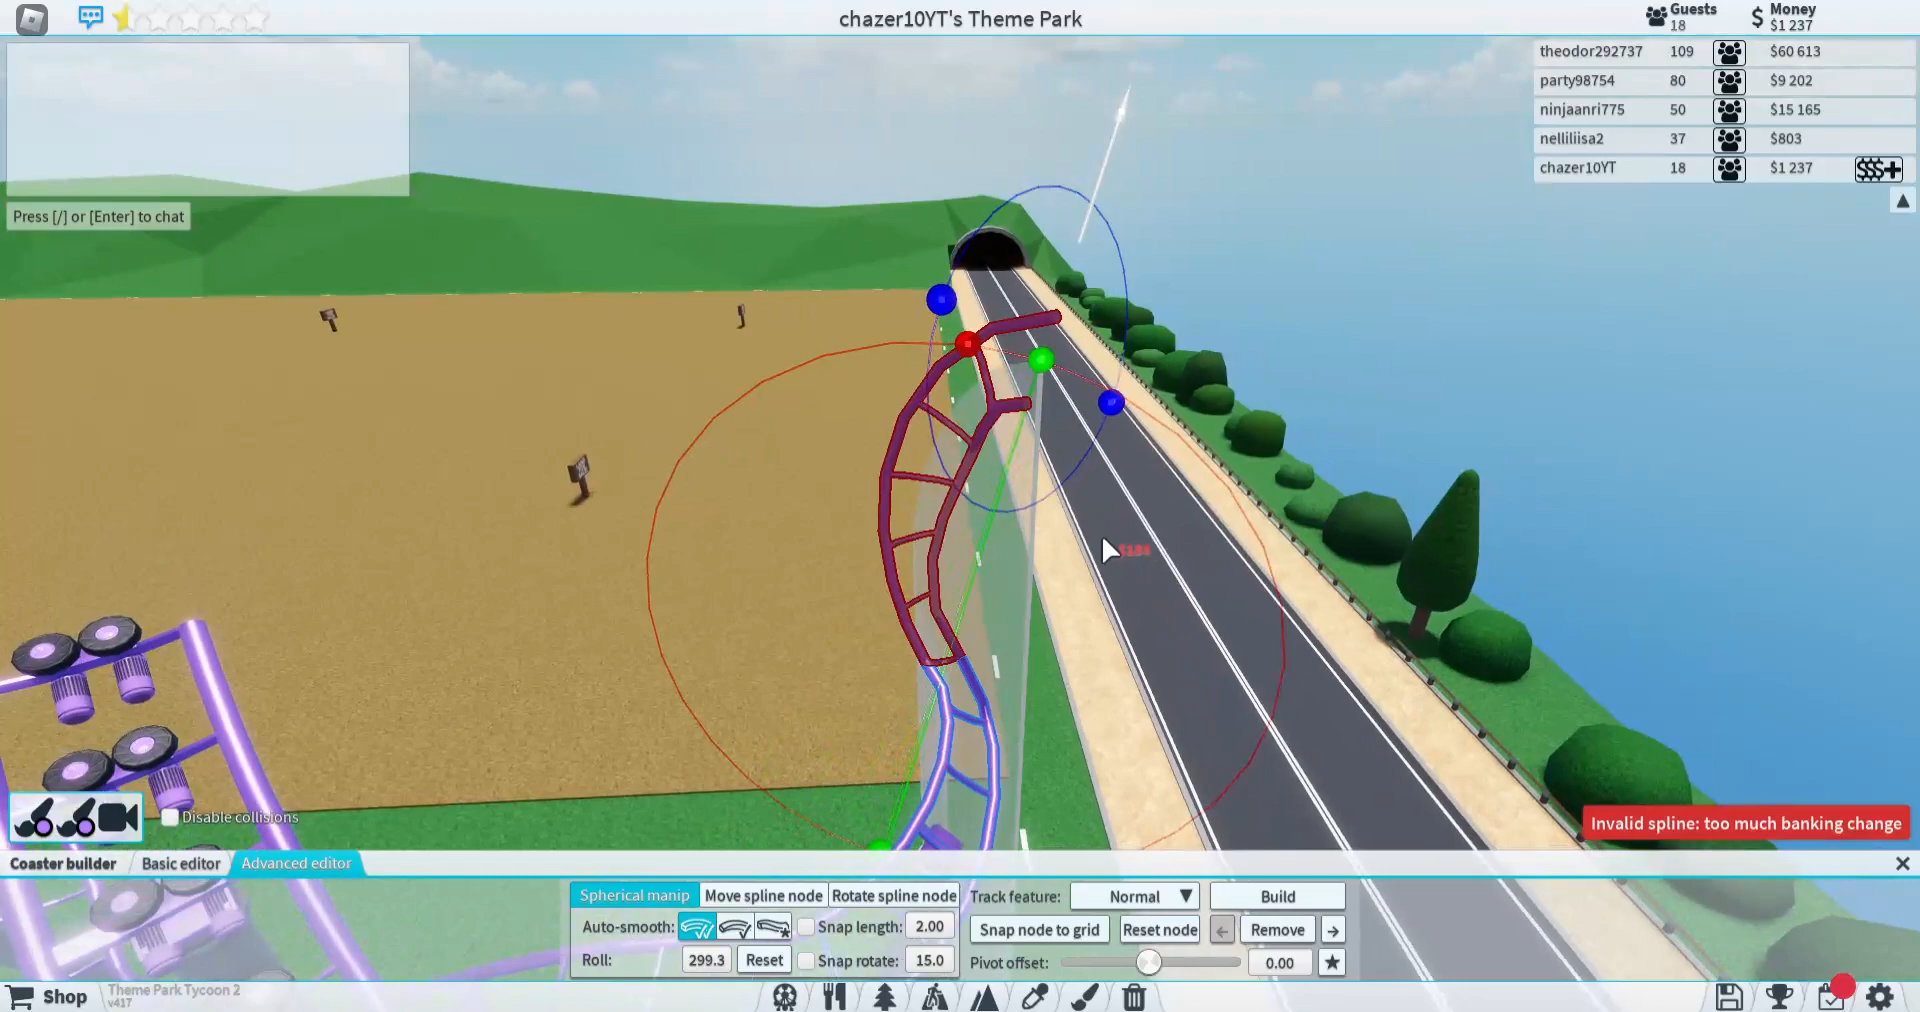 chazer10YT's Theme Park
Guests
18
Money
$1 237
theodor292737 109 $60 613
party98754 80 $9 202
ninjaanri775 50 $15 165
nelliliisa2 37 $803
chazer10YT 18 $1 237 $$$+
Press [/] or [Enter] to chat
$184
Disable collisions
Invalid spline: too much banking change
Coaster builder Basic editor Advanced editor
Spherical manip Move spline node Rotate spline node Track feature: Normal Build
Auto-smooth: Snap length: 2.00 Snap node to grid Reset node ← Remove →
Roll: 299.3 Reset Snap rotate: 15.0 Pivot offset: 0.00
Shop
Theme Park Tycoon 2
v417